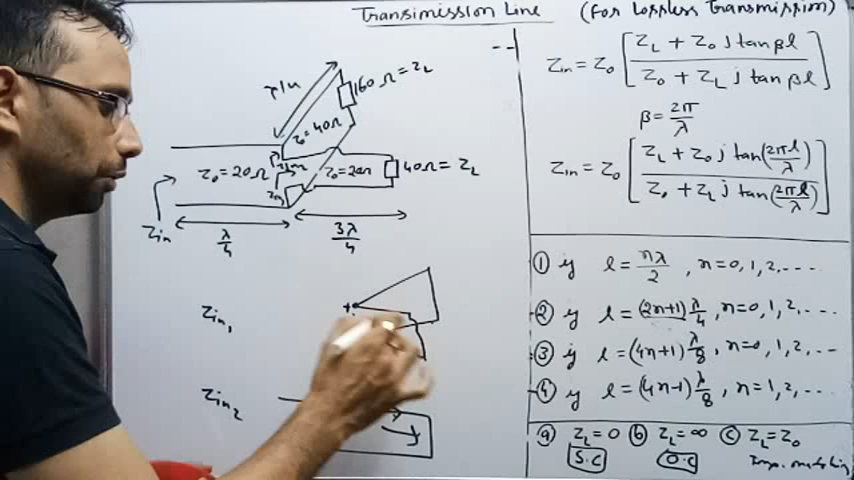 Transimission Line (For Lossless Transmission)
Zin = Z0 [ ZL + Z0 j tan βl / Z0 + ZL j tan βl ]
β = 2π/λ
Zin = Z0 [ ZL + Z0 j tan(2πl/λ) / Z0 + ZL j tan(2πl/λ) ]
① if l = nλ/2 , n=0, 1, 2, ----
② if l = (2n+1) λ/4 , n=0, 1, 2, ----
③ if l = (4n+1) λ/8 , n=0, 1, 2, ---
④ if l = (4n-1) λ/8 , n=1, 2, ---
ⓐ ZL=0 ⓑ ZL=∞ ⓒ ZL=Z0
S.C O.C
160Ω = ZL
Z0=40Ω
Z0=20Ω
Z0=20Ω
40Ω = ZL
Zin
λ/4
3λ/4
Zin1
Zin2